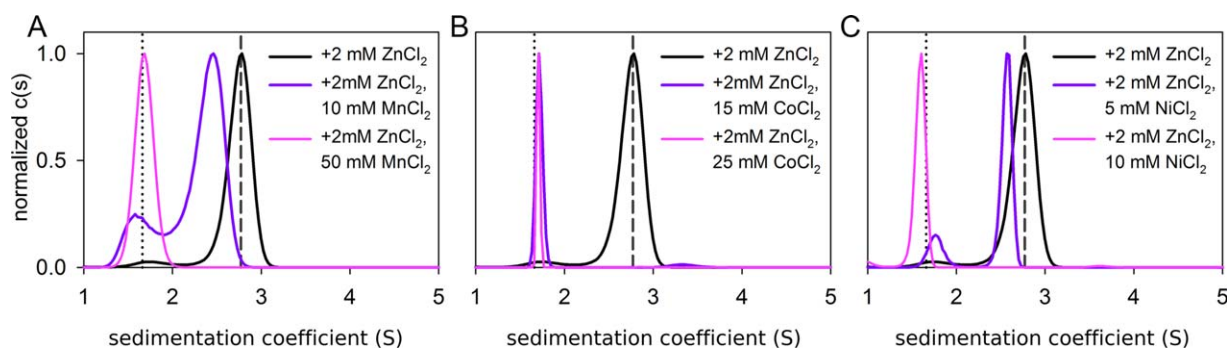 A
B
C
normalized c(s)
1.0
0.5
0.0
+2 mM ZnCl₂
+2mM ZnCl₂,
10 mM MnCl₂
+2mM ZnCl₂,
50 mM MnCl₂
1 2 3 4 5
sedimentation coefficient (S)
+2 mM ZnCl₂
+2mM ZnCl₂,
15 mM CoCl₂
+2mM ZnCl₂,
25 mM CoCl₂
1 2 3 4 5
sedimentation coefficient (S)
+2 mM ZnCl₂
+2 mM ZnCl₂,
5 mM NiCl₂
+2 mM ZnCl₂,
10 mM NiCl₂
1 2 3 4 5
sedimentation coefficient (S)